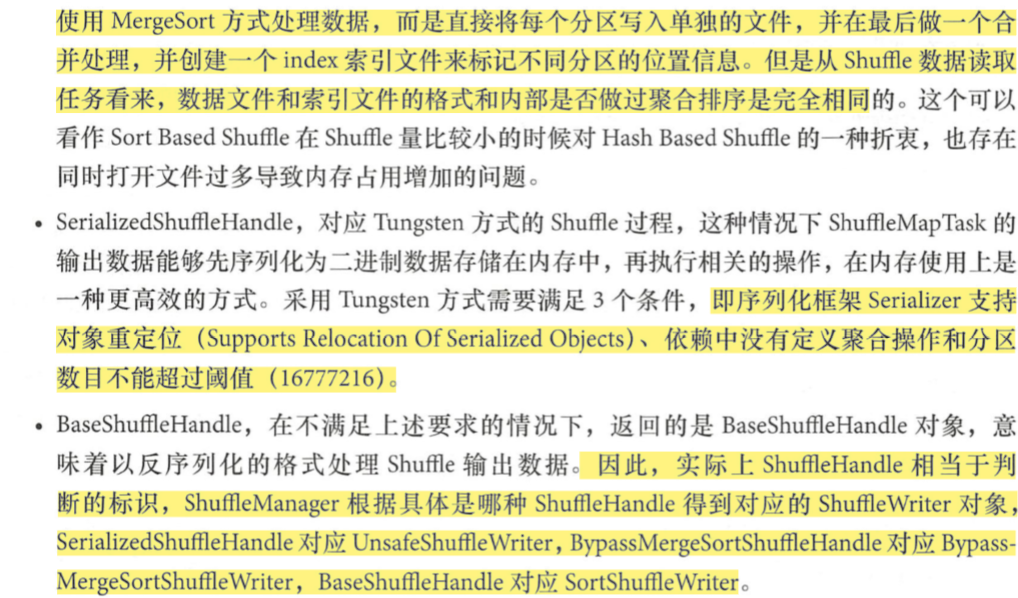 使用 MergeSort 方式处理数据，而是直接将每个分区写入单独的文件，并在最后做一个合
并处理，并创建一个 index 索引文件来标记不同分区的位置信息。但是从 Shuffle 数据读取
任务看来，数据文件和索引文件的格式和内部是否做过聚合排序是完全相同的。这个可以
看作 Sort Based Shuffle 在 Shuffle 量比较小的时候对 Hash Based Shuffle 的一种折衷，也存在
同时打开文件过多导致内存占用增加的问题。
• SerializedShuffleHandle，对应 Tungsten 方式的 Shuffle 过程，这种情况下 ShuffleMapTask 的
输出数据能够先序列化为二进制数据存储在内存中，再执行相关的操作，在内存使用上是
一种更高效的方式。采用 Tungsten 方式需要满足 3 个条件，即序列化框架 Serializer 支持
对象重定位（Supports Relocation Of Serialized Objects）、依赖中没有定义聚合操作和分区
数目不能超过阈值（16777216）。
• BaseShuffleHandle，在不满足上述要求的情况下，返回的是 BaseShuffleHandle 对象，意
味着以反序列化的格式处理 Shuffle 输出数据。因此，实际上 ShuffleHandle 相当于判
断的标识，ShuffleManager 根据具体是哪种 ShuffleHandle 得到对应的 ShuffleWriter 对象，
SerializedShuffleHandle 对应 UnsafeShuffleWriter，BypassMergeSortShuffleHandle 对应 Bypass-
MergeSortShuffleWriter，BaseShuffleHandle 对应 SortShuffleWriter。